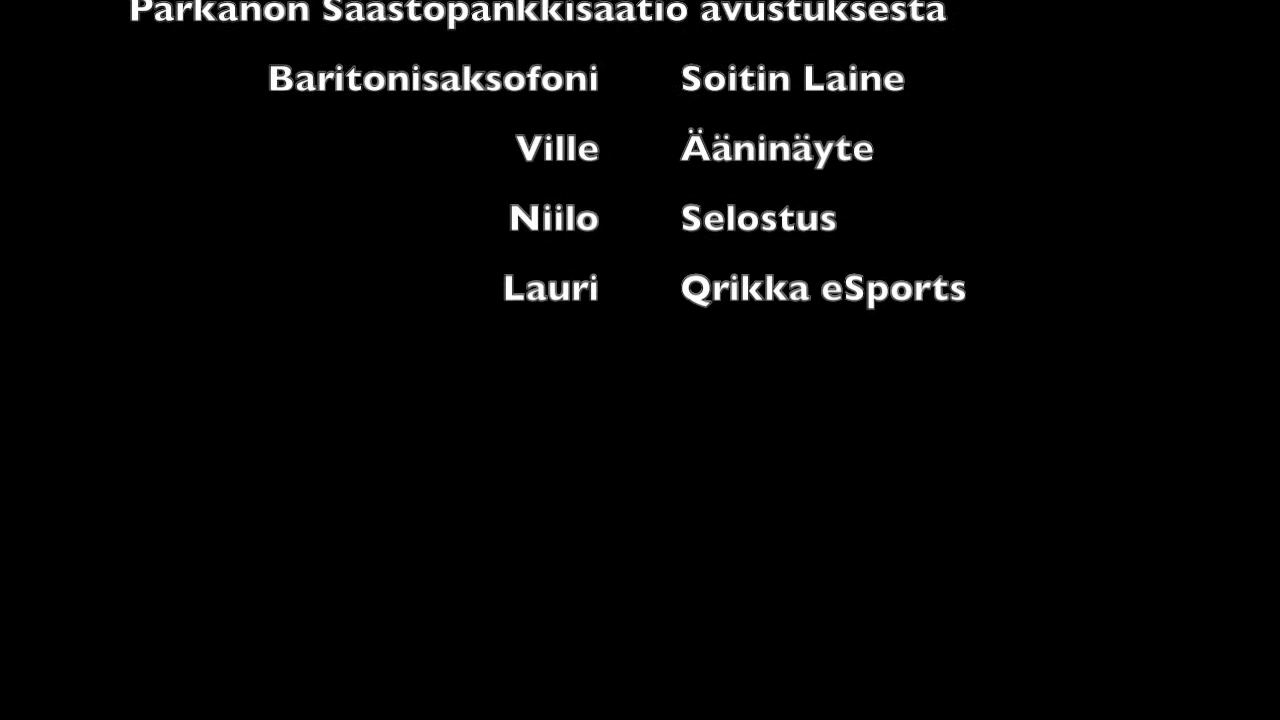 Parkanon Säästöpankkisäätiö avustuksesta
Baritonisaksofoni Soitin Laine
Ville Ääninäyte
Niilo Selostus
Lauri Qrikka eSports